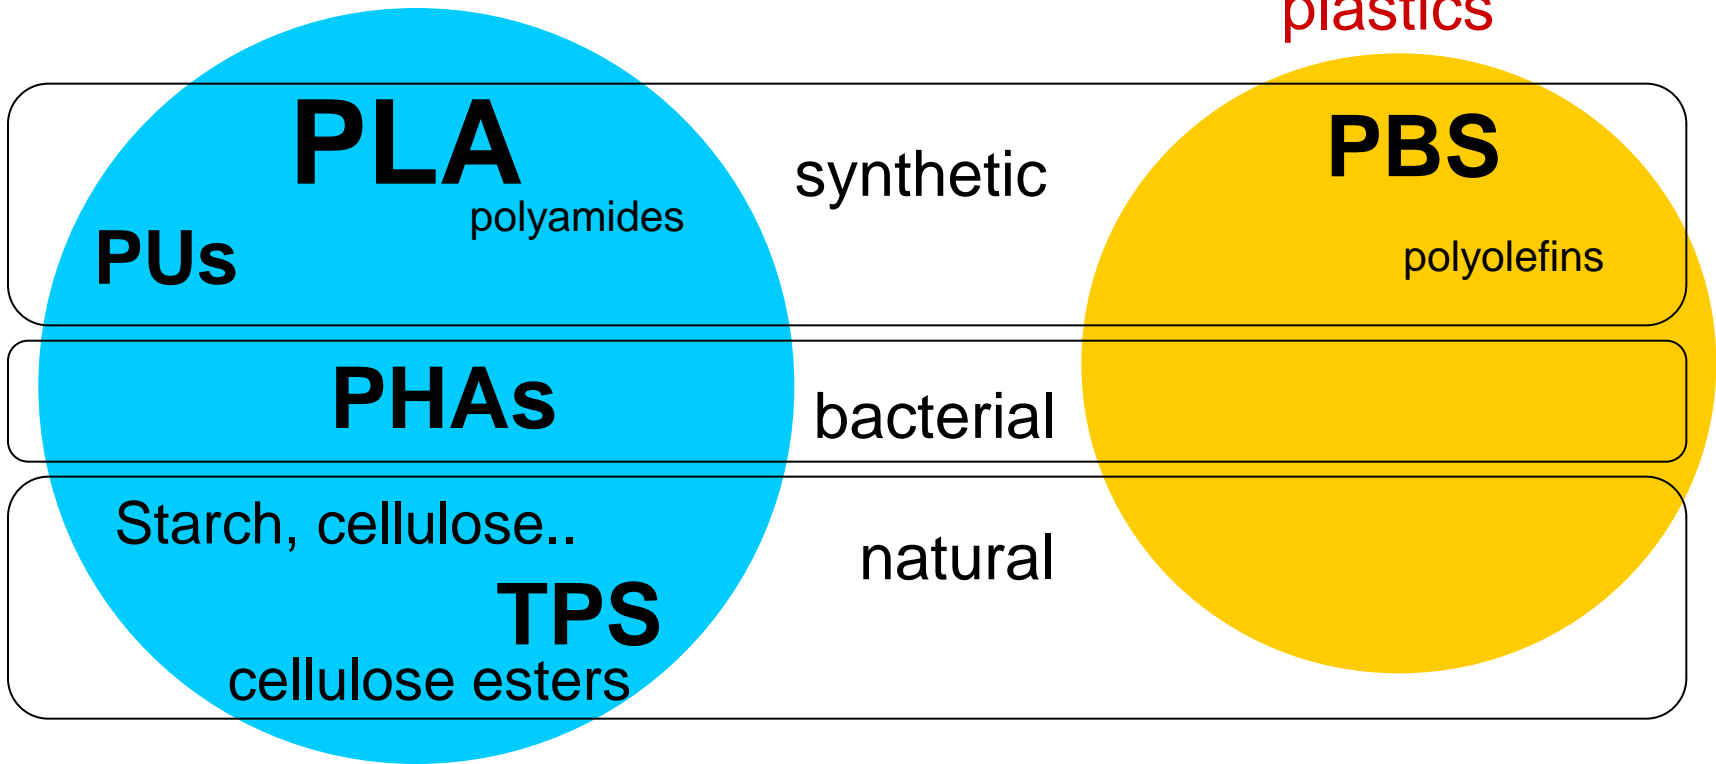 plastics
PLA
PBS
synthetic
polyamides
PUs
polyolefins
PHAs
bacterial
Starch, cellulose..
natural
TPS
cellulose esters